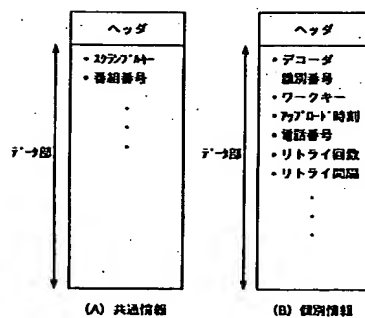 ヘッダ
データ部
・スクランブルキー
・番組番号
(A) 共通情報
ヘッダ
データ部
・デコーダ
識別番号
・ワークキー
・アップロード時刻
・電話番号
・リトライ回数
・リトライ間隔
(B) 個別情報